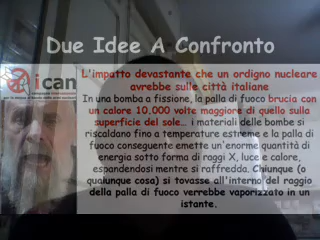 Due Idee A Confronto
ican
L'impatto devastante che un ordigno nucleare
avrebbe sulle città italiane
In una bomba a fissione, la palla di fuoco brucia con
un calore 10.000 volte maggiore di quello sulla
superficie del sole... i materiali delle bombe si
riscaldano fino a temperature estreme e la palla di
fuoco conseguente emette un'enorme quantità di
energia sotto forma di raggi X, luce e calore,
espandendosi mentre si raffredda. Chiunque (o
qualunque cosa) si tovasse all'interno del raggio
della palla di fuoco verrebbe vaporizzato in un
istante.